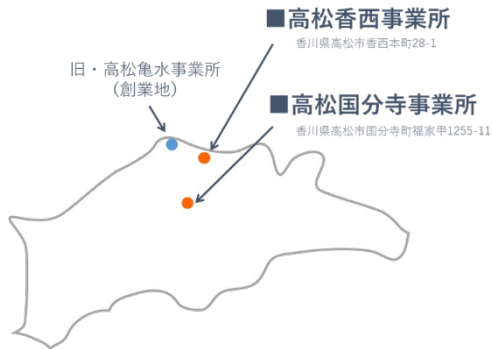 ■高松香西事業所
香川県高松市香西本町28-1
旧・高松亀水事業所
（創業地）
■高松国分寺事業所
香川県高松市国分寺町福家甲1255-11